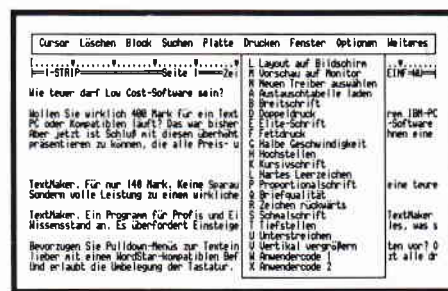 Cursor Löschen Block Suchen Platte Drucken Fenster Optionen Weiteres
I-STRIP Seite 1 Zei EINF=WU
Wie teuer darf Low Cost-Software sein?
Wollen Sie wirklich 400 Mark für ein Text IBM-PC
PC oder Kompatiblen läuft? Das war bisher -Software
Aber jetzt ist Schluß mit diesen überhöht hnen eine
präsentieren zu können, die alle Preis- u
TextMaker. Für nur 140 Mark. Keine Sparau eine teure
Sondern volle Leistung zu einem wirkliche
TextMaker. Ein Programm für Profis und Ei TextMaker
Wissensstand an. Es überfordert Einsteige les, was s
Bevorzugen Sie Pulldown-Menüs zur Textein ten vor? O
lieber mit einem WordStar-kompatiblen Bef zt alle dr
Und erlaubt die Umbelegung der Tastatur.
L Layout auf Bildschirm
M Vorschau auf Monitor
N Neuen Treiber auswählen
A Austauschtabelle laden
B Breitschrift
D Doppeldruck
E Elite-Schrift
F Fettdruck
G Halbe Geschwindigkeit
H Hochstellen
K Kursivschrift
L Hartes Leerzeichen
P Proportionalschrift
Q Briefqualität
R Zeichen rückwärts
S Schmalschrift
T Tiefstellen
U Unterstreichen
V Vertikal vergrößern
W Anwendercode 1
X Anwendercode 2